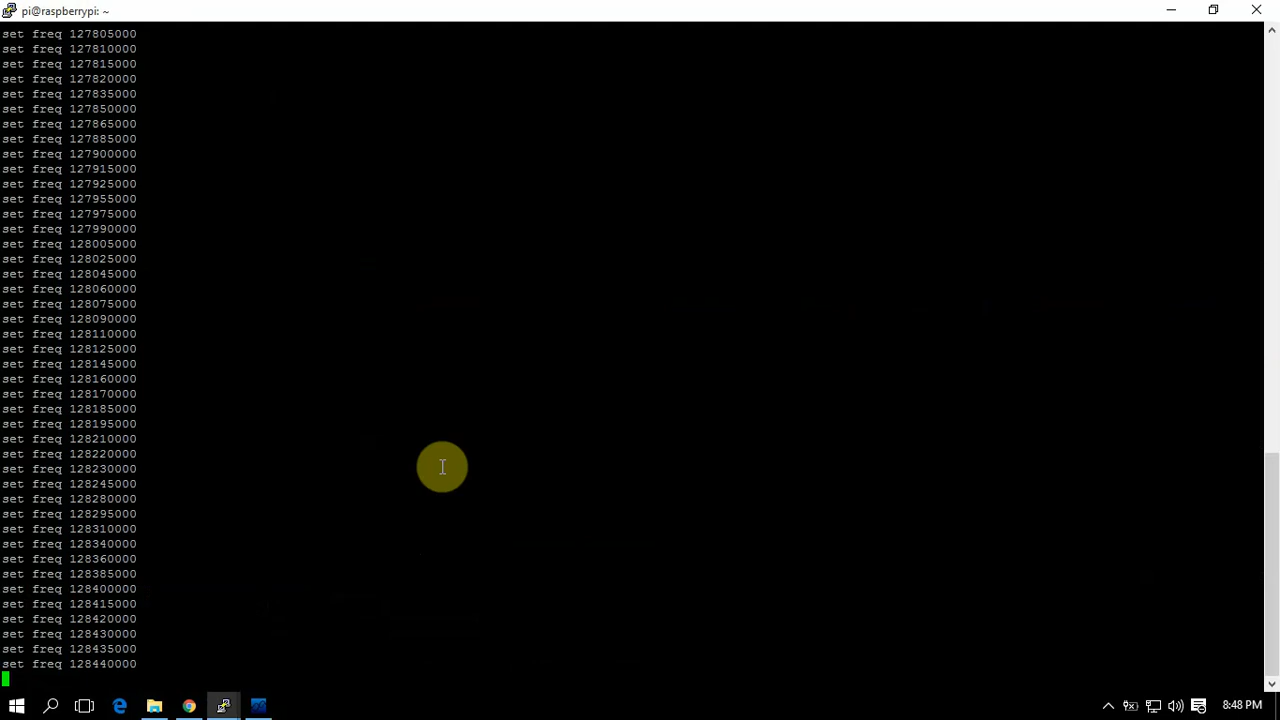 pi@raspberrypi: ~
set freq 127805000
set freq 127810000
set freq 127815000
set freq 127820000
set freq 127835000
set freq 127850000
set freq 127865000
set freq 127885000
set freq 127900000
set freq 127915000
set freq 127925000
set freq 127955000
set freq 127975000
set freq 127990000
set freq 128005000
set freq 128025000
set freq 128045000
set freq 128060000
set freq 128075000
set freq 128090000
set freq 128110000
set freq 128125000
set freq 128145000
set freq 128160000
set freq 128170000
set freq 128185000
set freq 128195000
set freq 128210000
set freq 128220000
set freq 128230000
set freq 128245000
set freq 128280000
set freq 128295000
set freq 128310000
set freq 128340000
set freq 128360000
set freq 128385000
set freq 128400000
set freq 128415000
set freq 128420000
set freq 128430000
set freq 128435000
set freq 128440000
8:48 PM